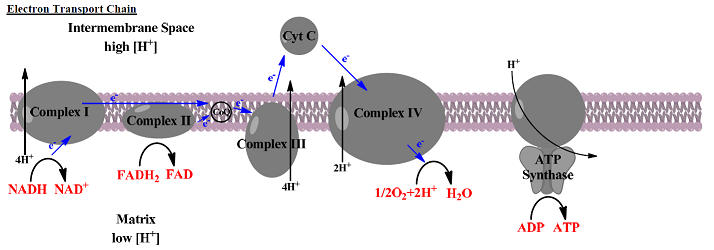 Electron Transport Chain
Intermembrane Space
high [H⁺]
Cyt C
e⁻
e⁻
H⁺
Complex I
e⁻
Complex II
e⁻
CoQ
e⁻
Complex III
Complex IV
e⁻
e⁻
4H⁺
4H⁺
2H⁺
ATP
Synthase
NADH NAD⁺
FADH₂ FAD
1/2O₂+2H⁺ H₂O
ADP ATP
Matrix
low [H⁺]